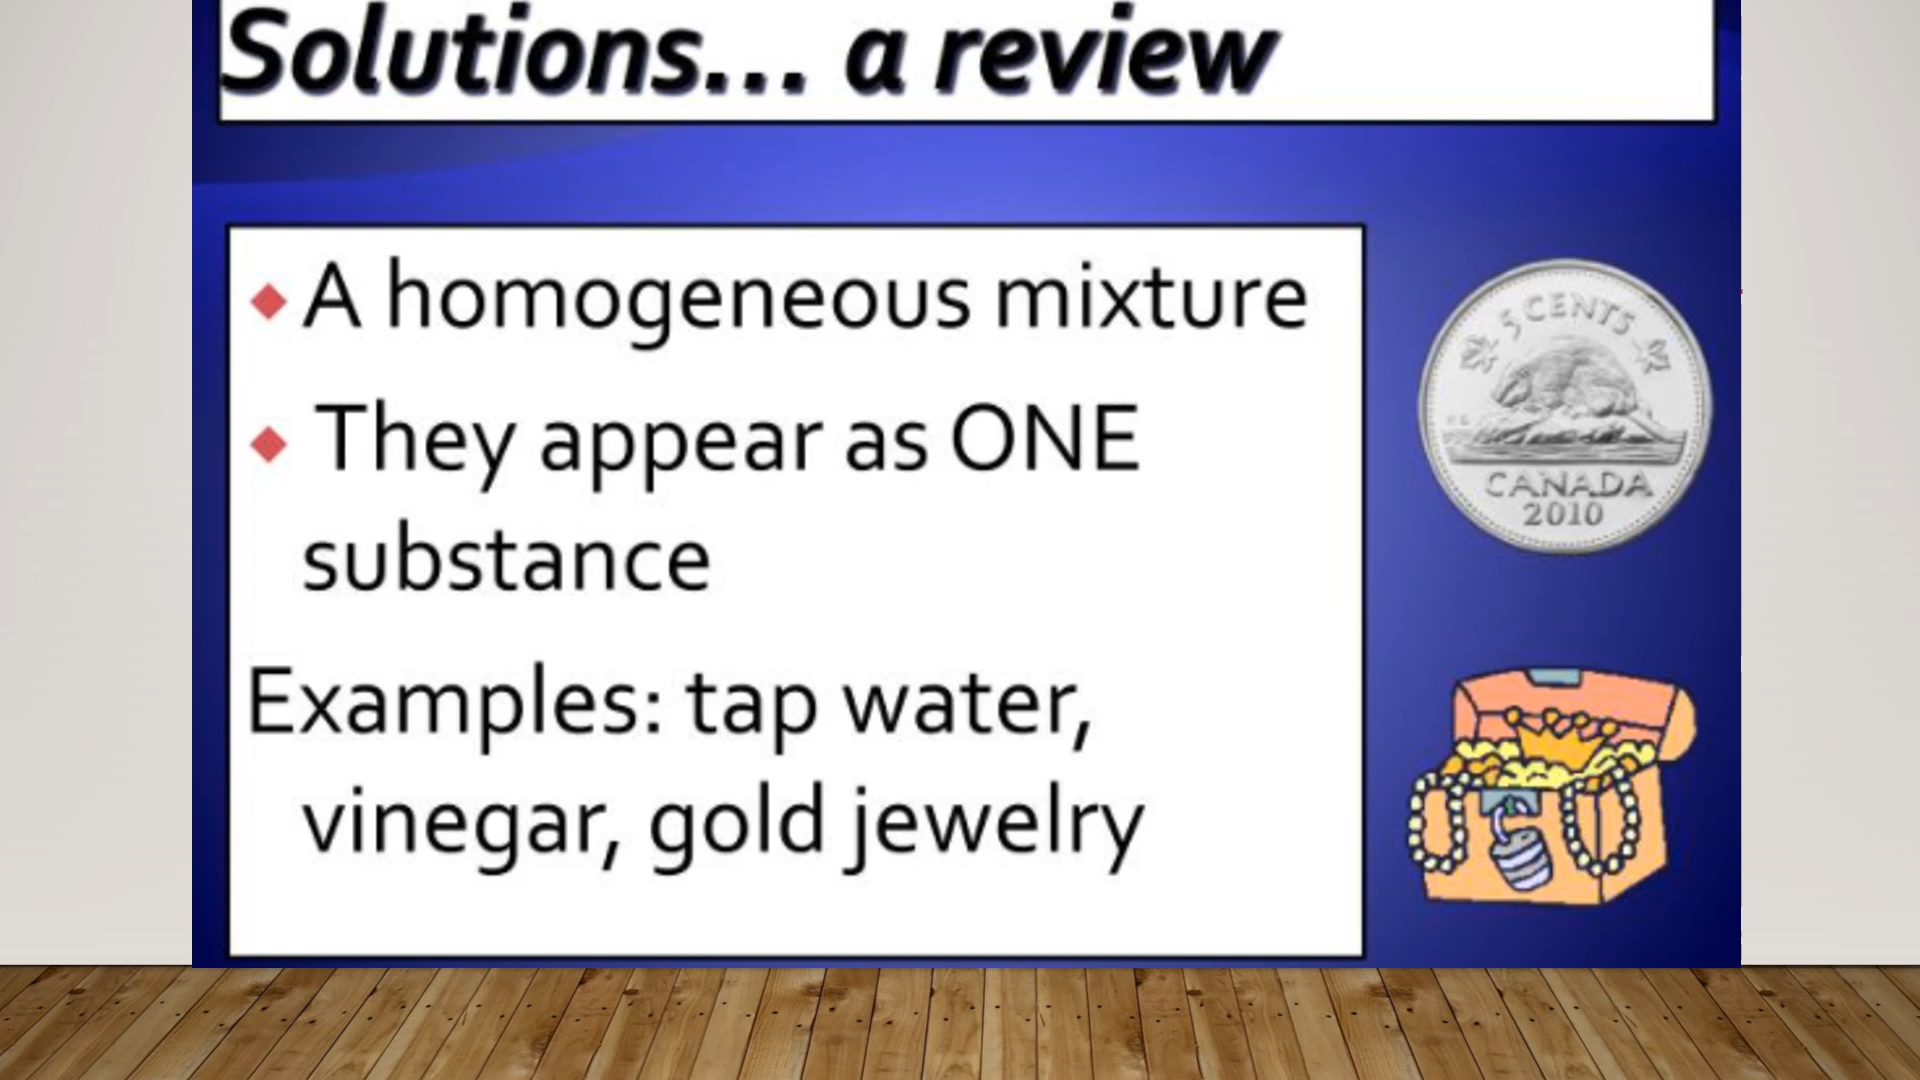 Solutions... a review
A homogeneous mixture
They appear as ONE
substance
Examples: tap water,
vinegar, gold jewelry
5 CENTS
CANADA
2010